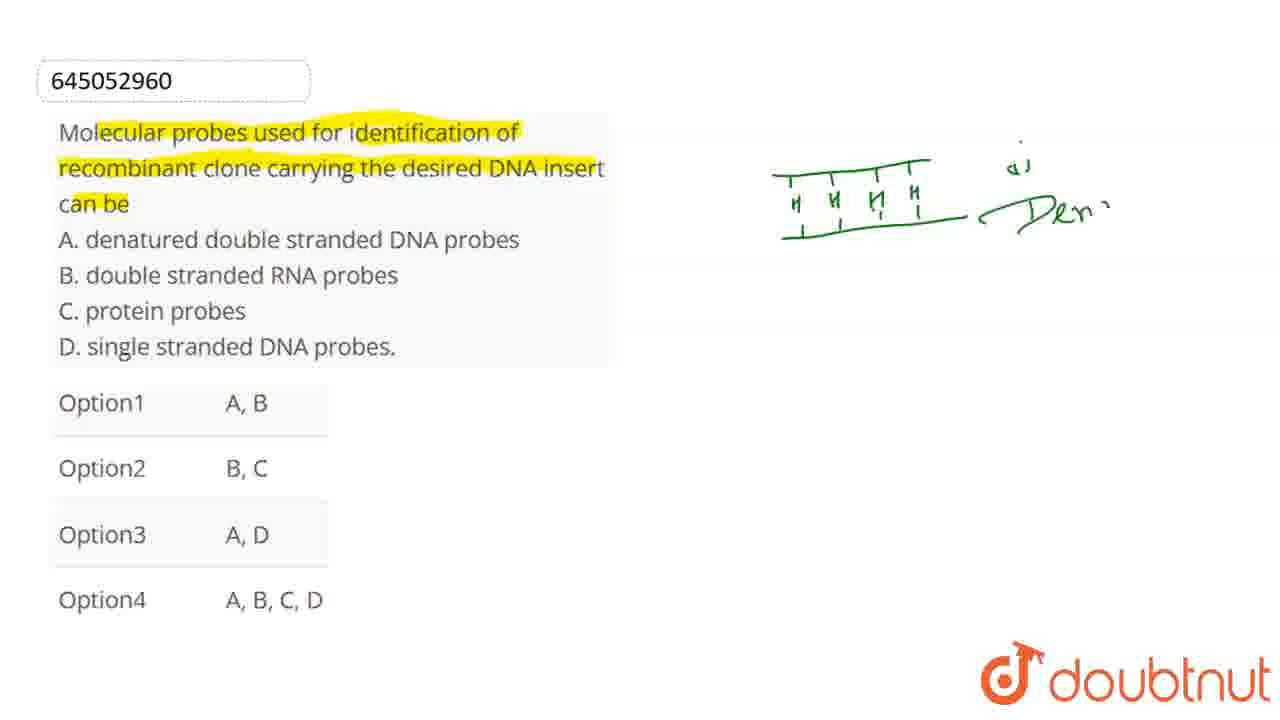 645052960
Molecular probes used for identification of
recombinant clone carrying the desired DNA insert
can be
A. denatured double stranded DNA probes
B. double stranded RNA probes
C. protein probes
D. single stranded DNA probes.
Option1 A, B
Option2 B, C
Option3 A, D
Option4 A, B, C, D
H H H H
Den
doubtnut